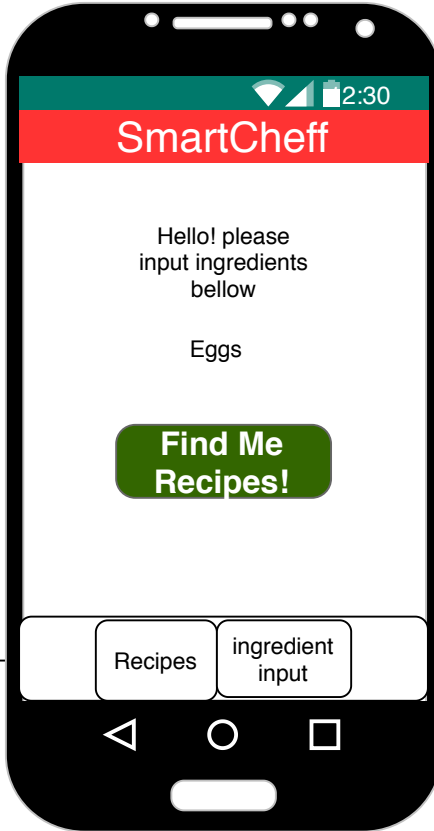 2:30
SmartCheff
Hello! please
input ingredients
bellow
Eggs
Find Me
Recipes!
Recipes
ingredient
input